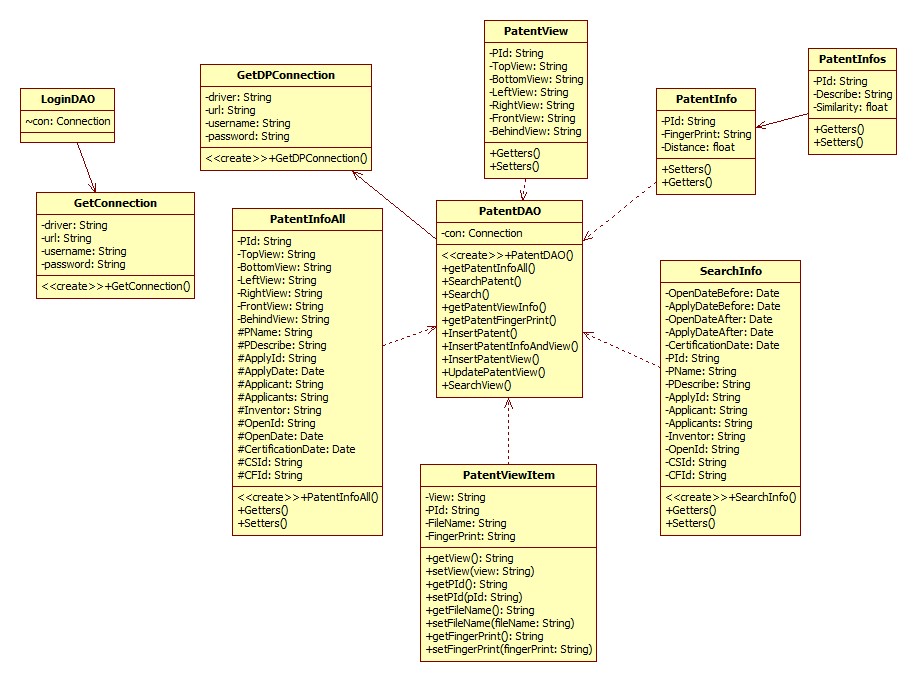 LoginDAO
~con: Connection
GetConnection
-driver: String
-url: String
-username: String
-password: String
<<create>>+GetConnection()
GetDPConnection
-driver: String
-url: String
-username: String
-password: String
<<create>>+GetDPConnection()
PatentInfoAll
-PId: String
-TopView: String
-BottomView: String
-LeftView: String
-RightView: String
-FrontView: String
-BehindView: String
#PName: String
#PDescribe: String
#ApplyId: String
#ApplyDate: Date
#Applicant: String
#Applicants: String
#Inventor: String
#OpenId: String
#OpenDate: Date
#CertificationDate: Date
#CSId: String
#CFId: String
<<create>>+PatentInfoAll()
+Getters()
+Setters()
PatentView
-PId: String
-TopView: String
-BottomView: String
-LeftView: String
-RightView: String
-FrontView: String
-BehindView: String
+Getters()
+Setters()
PatentDAO
-con: Connection
<<create>>+PatentDAO()
+getPatentInfoAll()
+SearchPatent()
+Search()
+getPatentViewInfo()
+getPatentFingerPrint()
+InsertPatent()
+InsertPatentInfoAndView()
+InsertPatentView()
+UpdatePatentView()
+SearchView()
PatentViewItem
-View: String
-PId: String
-FileName: String
-FingerPrint: String
+getView(): String
+setView(view: String)
+getPId(): String
+setPId(pId: String)
+getFileName(): String
+setFileName(fileName: String)
+getFingerPrint(): String
+setFingerPrint(fingerPrint: String)
PatentInfo
-PId: String
-FingerPrint: String
-Distance: float
+Setters()
+Getters()
PatentInfos
-PId: String
-Describe: String
-Similarity: float
+Getters()
+Setters()
SearchInfo
-OpenDateBefore: Date
-ApplyDateBefore: Date
-OpenDateAfter: Date
-ApplyDateAfter: Date
-CertificationDate: Date
-PId: String
-PName: String
-PDescribe: String
-ApplyId: String
-Applicant: String
-Applicants: String
-Inventor: String
-OpenId: String
-CSId: String
-CFId: String
<<create>>+SearchInfo()
+Getters()
+Setters()